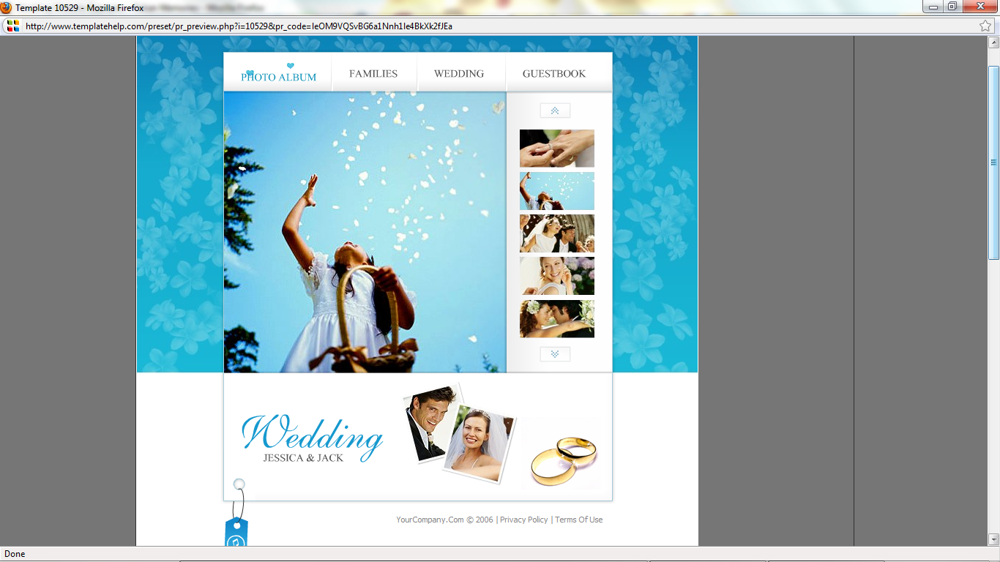 Template 10529 - Mozilla Firefox
http://www.templatehelp.com/preset/pr_preview.php?i=10529&pr_code=IeOM9VQSvBG6a1Nnh1Ie4BkXk2fJEa
PHOTO ALBUM FAMILIES WEDDING GUESTBOOK
Wedding
JESSICA & JACK
YourCompany.Com © 2006 | Privacy Policy | Terms Of Use
Done